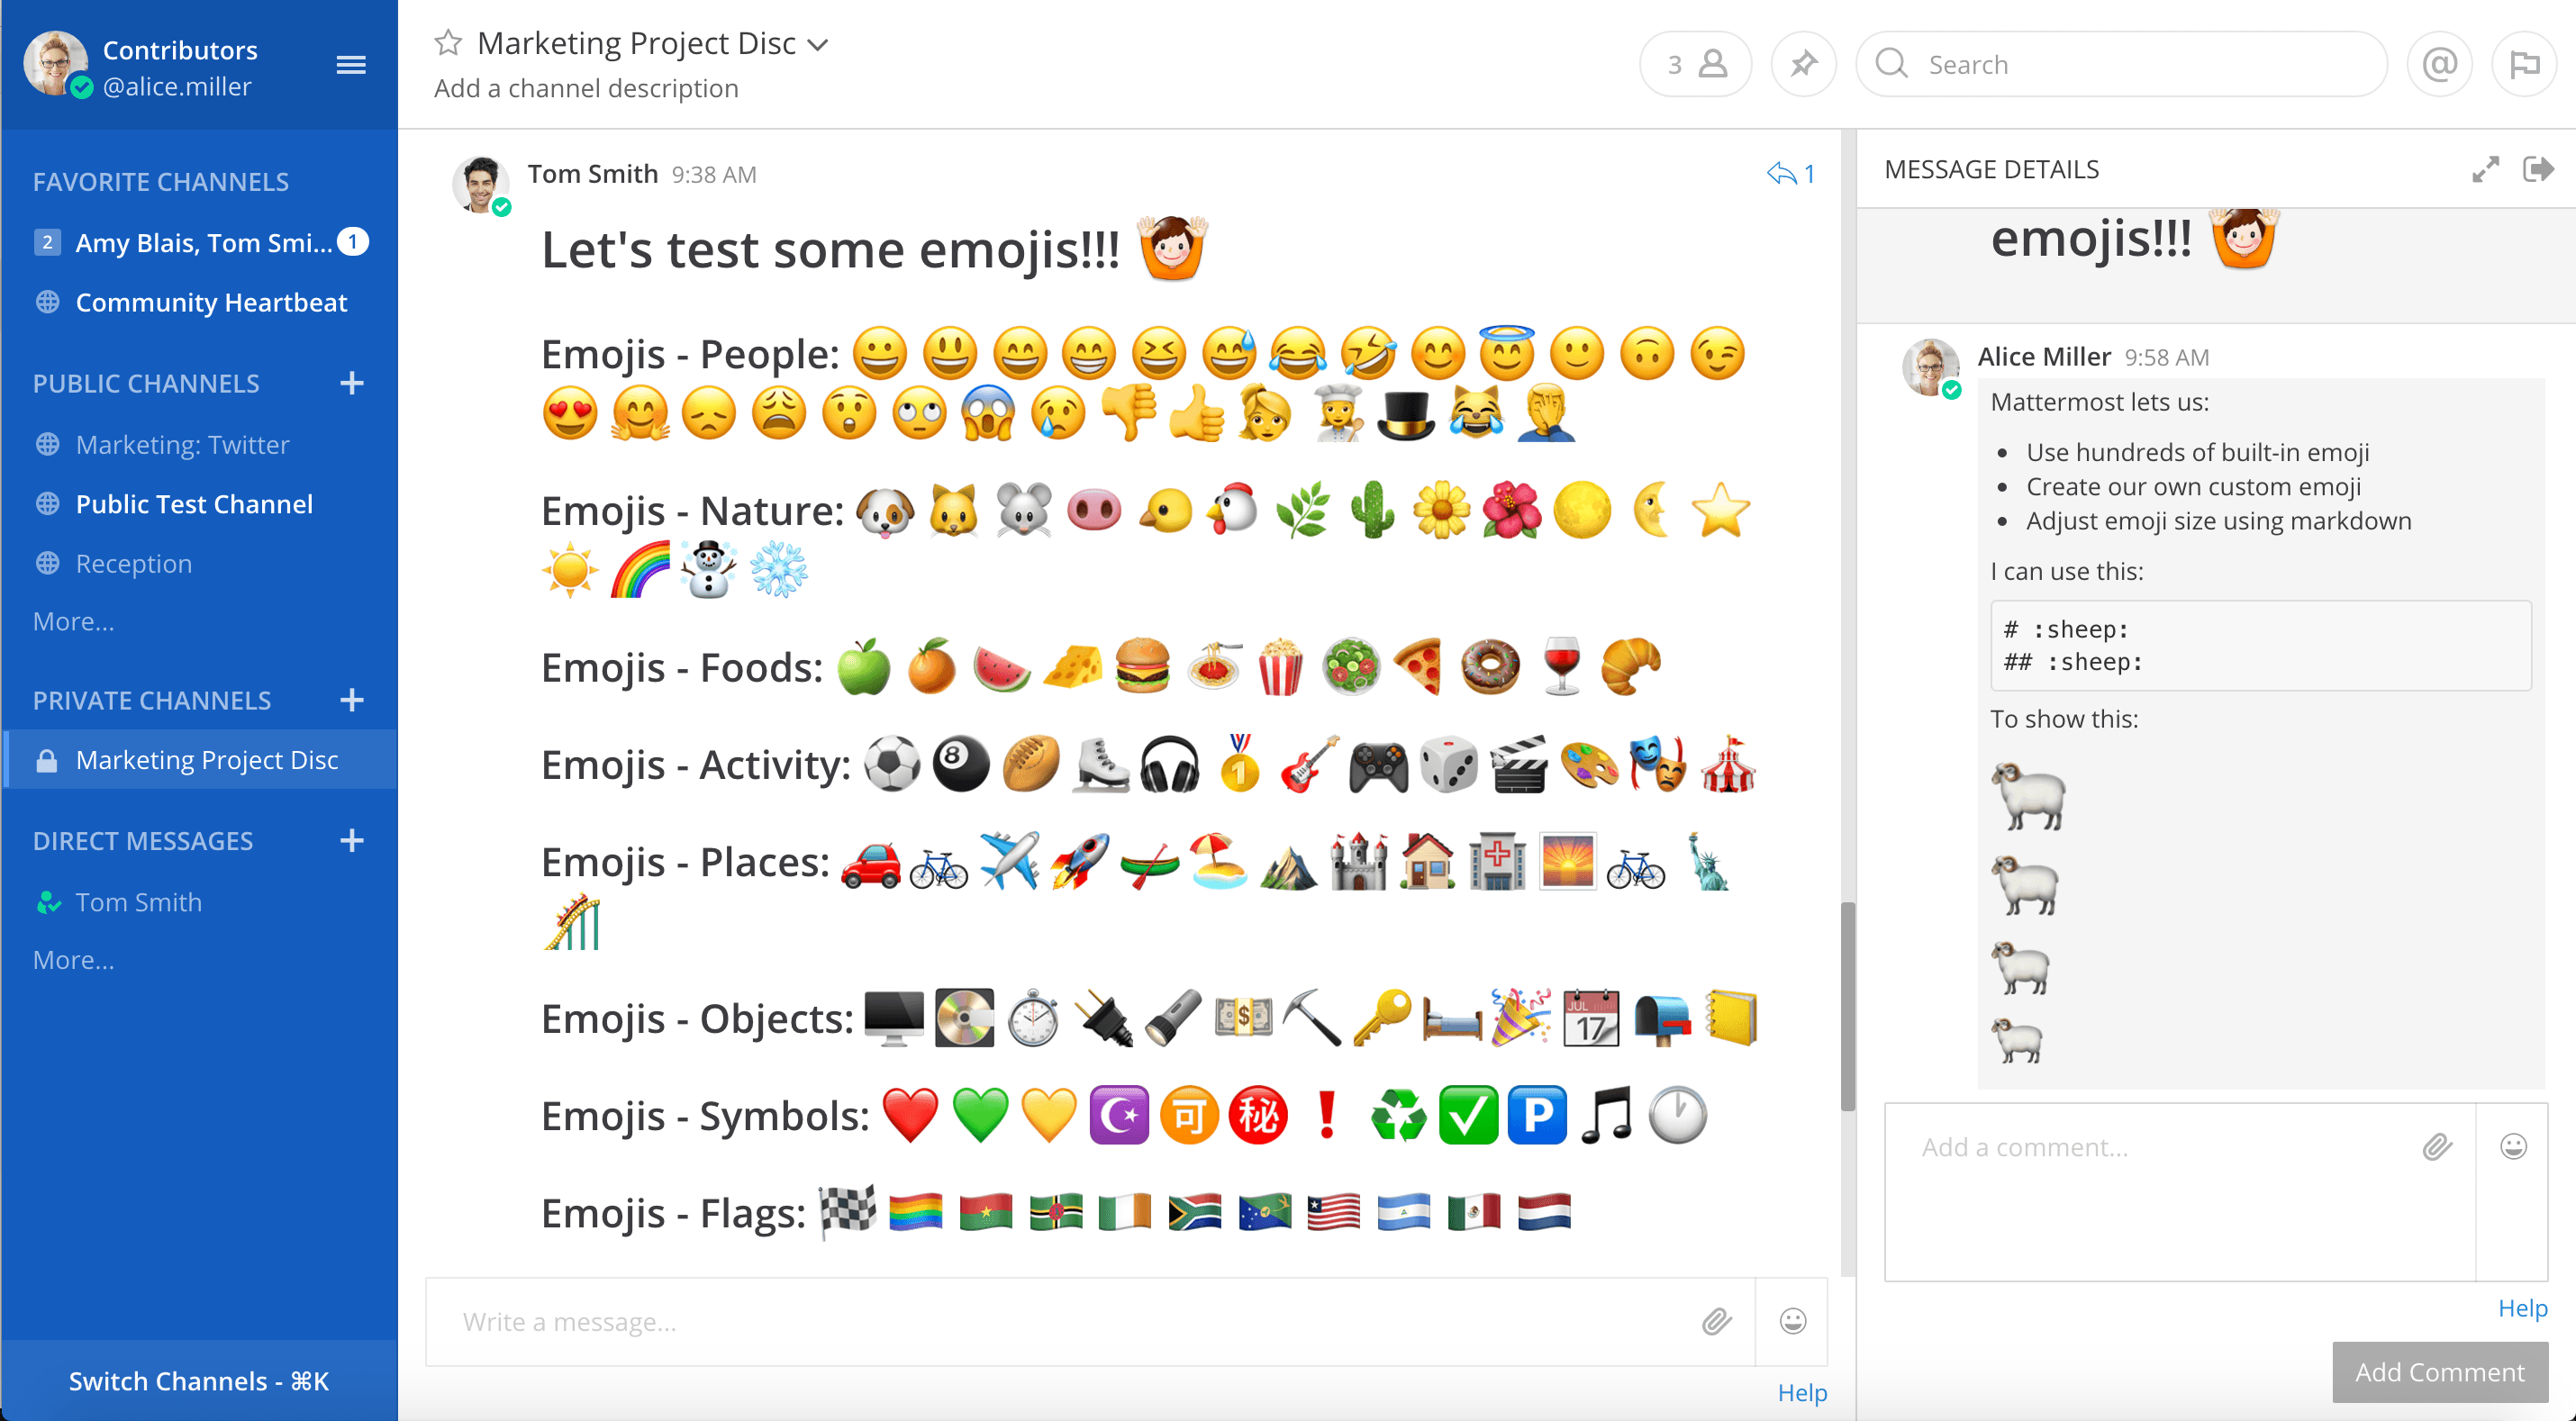 Contributors
@alice.miller
FAVORITE CHANNELS
2 Amy Blais, Tom Smi... 1
Community Heartbeat
PUBLIC CHANNELS +
Marketing: Twitter
Public Test Channel
Reception
More...
PRIVATE CHANNELS +
Marketing Project Disc
DIRECT MESSAGES +
Tom Smith
More...
Switch Channels - ⌘K
Marketing Project Disc
Add a channel description
3
Search
@
Tom Smith 9:38 AM
1
Let's test some emojis!!!
Emojis - People:
Emojis - Nature:
Emojis - Foods:
Emojis - Activity:
8
1
Emojis - Places:
Emojis - Objects:
$
JUL
17
Emojis - Symbols:
可 秘 P
Emojis - Flags:
Write a message...
Help
MESSAGE DETAILS
emojis!!!
Alice Miller 9:58 AM
Mattermost lets us:
• Use hundreds of built-in emoji
• Create our own custom emoji
• Adjust emoji size using markdown
I can use this:
# :sheep:
## :sheep:
To show this:
Add a comment...
Help
Add Comment